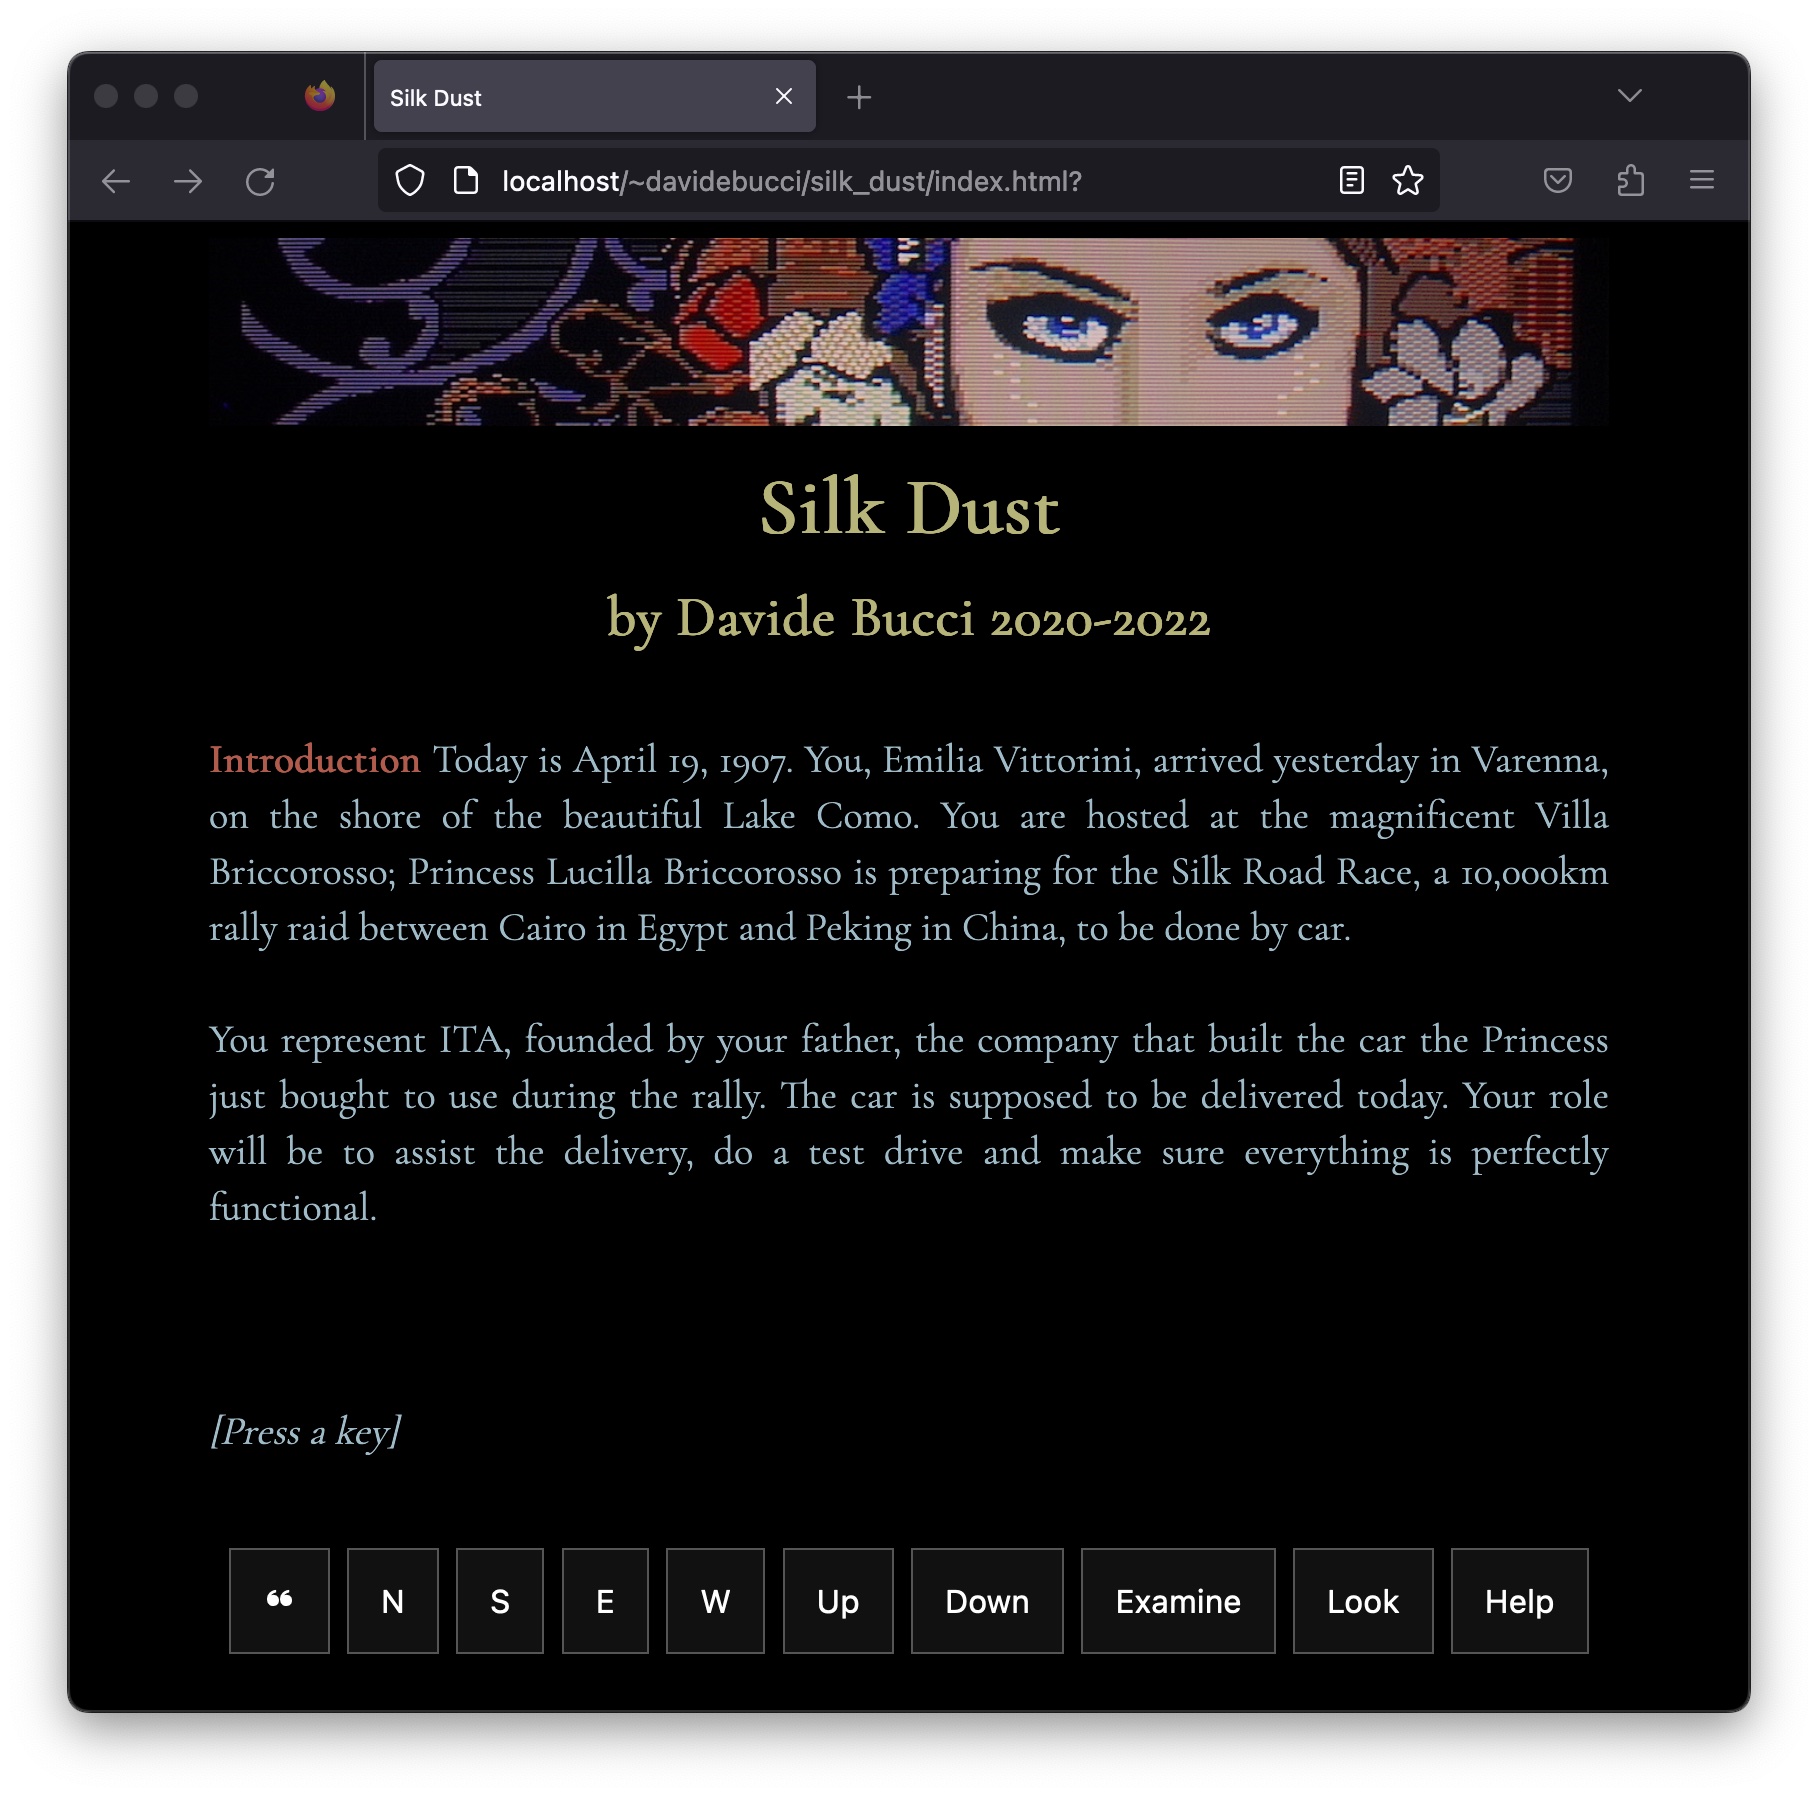 Silk Dust
localhost/~davidebucci/silk_dust/index.html?
Silk Dust
by Davide Bucci 2020-2022
Introduction Today is April 19, 1907. You, Emilia Vittorini, arrived yesterday in Varenna,
on the shore of the beautiful Lake Como. You are hosted at the magnificent Villa
Briccorosso; Princess Lucilla Briccorosso is preparing for the Silk Road Race, a 10,000km
rally raid between Cairo in Egypt and Peking in China, to be done by car.
You represent ITA, founded by your father, the company that built the car the Princess
just bought to use during the rally. The car is supposed to be delivered today. Your role
will be to assist the delivery, do a test drive and make sure everything is perfectly
functional.
[Press a key]
❝ N S E W Up Down Examine Look Help